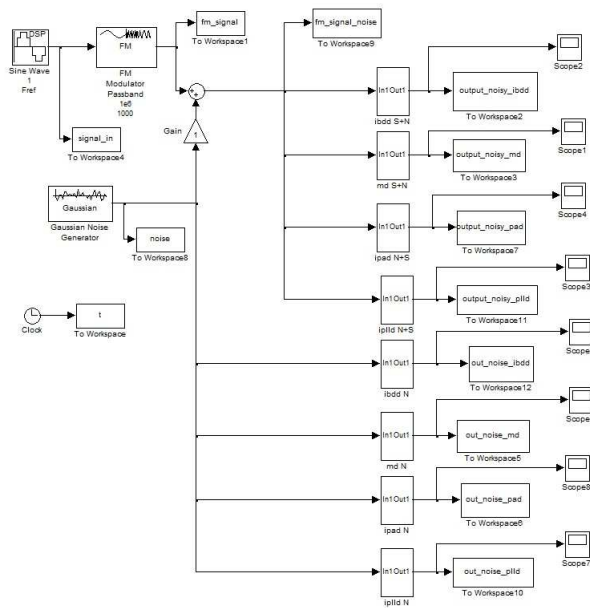 DSP
Sine Wave
1
Fref
FM
FM
Modulator
Passband
1e6
1000
fm_signal
To Workspace1
fm_signal_noise
To Workspace9
signal_in
To Workspace4
Gain
1
Gaussian
Gaussian Noise
Generator
noise
To Workspace8
Clock
t
To Workspace
In1Out1
ibdd S+N
output_noisy_ibdd
To Workspace2
Scope2
In1Out1
md S+N
output_noisy_md
To Workspace3
Scope1
In1Out1
ipad N+S
output_noisy_pad
To Workspace7
Scope4
In1Out1
iplld N+S
output_noisy_plld
To Workspace11
Scope3
In1Out1
ibdd N
out_noise_ibdd
To Workspace12
Scope
In1Out1
md N
out_noise_md
To Workspace5
Scope
In1Out1
ipad N
out_noise_pad
To Workspace6
Scope8
In1Out1
iplld N
out_noise_plld
To Workspace10
Scope7